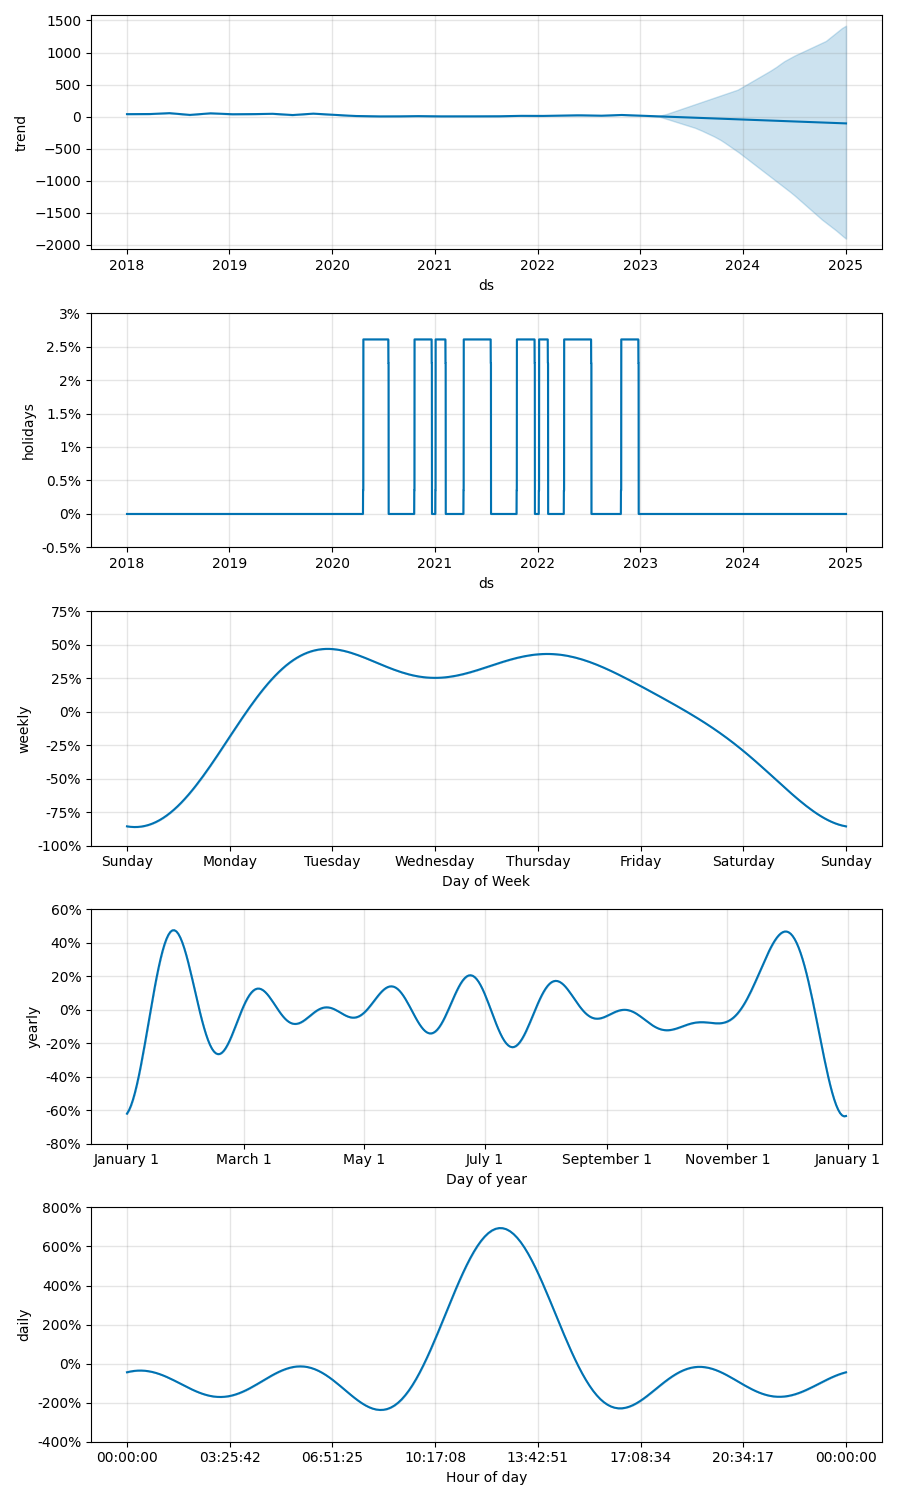 1500
1000
500
0
−500
−1000
−1500
−2000
trend
2018 2019 2020 2021 2022 2023 2024 2025
ds
3%
2.5%
2%
1.5%
1%
0.5%
0%
-0.5%
holidays
2018 2019 2020 2021 2022 2023 2024 2025
ds
75%
50%
25%
0%
-25%
-50%
-75%
-100%
weekly
Sunday Monday Tuesday Wednesday Thursday Friday Saturday Sunday
Day of Week
60%
40%
20%
0%
-20%
-40%
-60%
-80%
yearly
January 1 March 1 May 1 July 1 September 1 November 1 January 1
Day of year
800%
600%
400%
200%
0%
-200%
-400%
daily
00:00:00 03:25:42 06:51:25 10:17:08 13:42:51 17:08:34 20:34:17 00:00:00
Hour of day